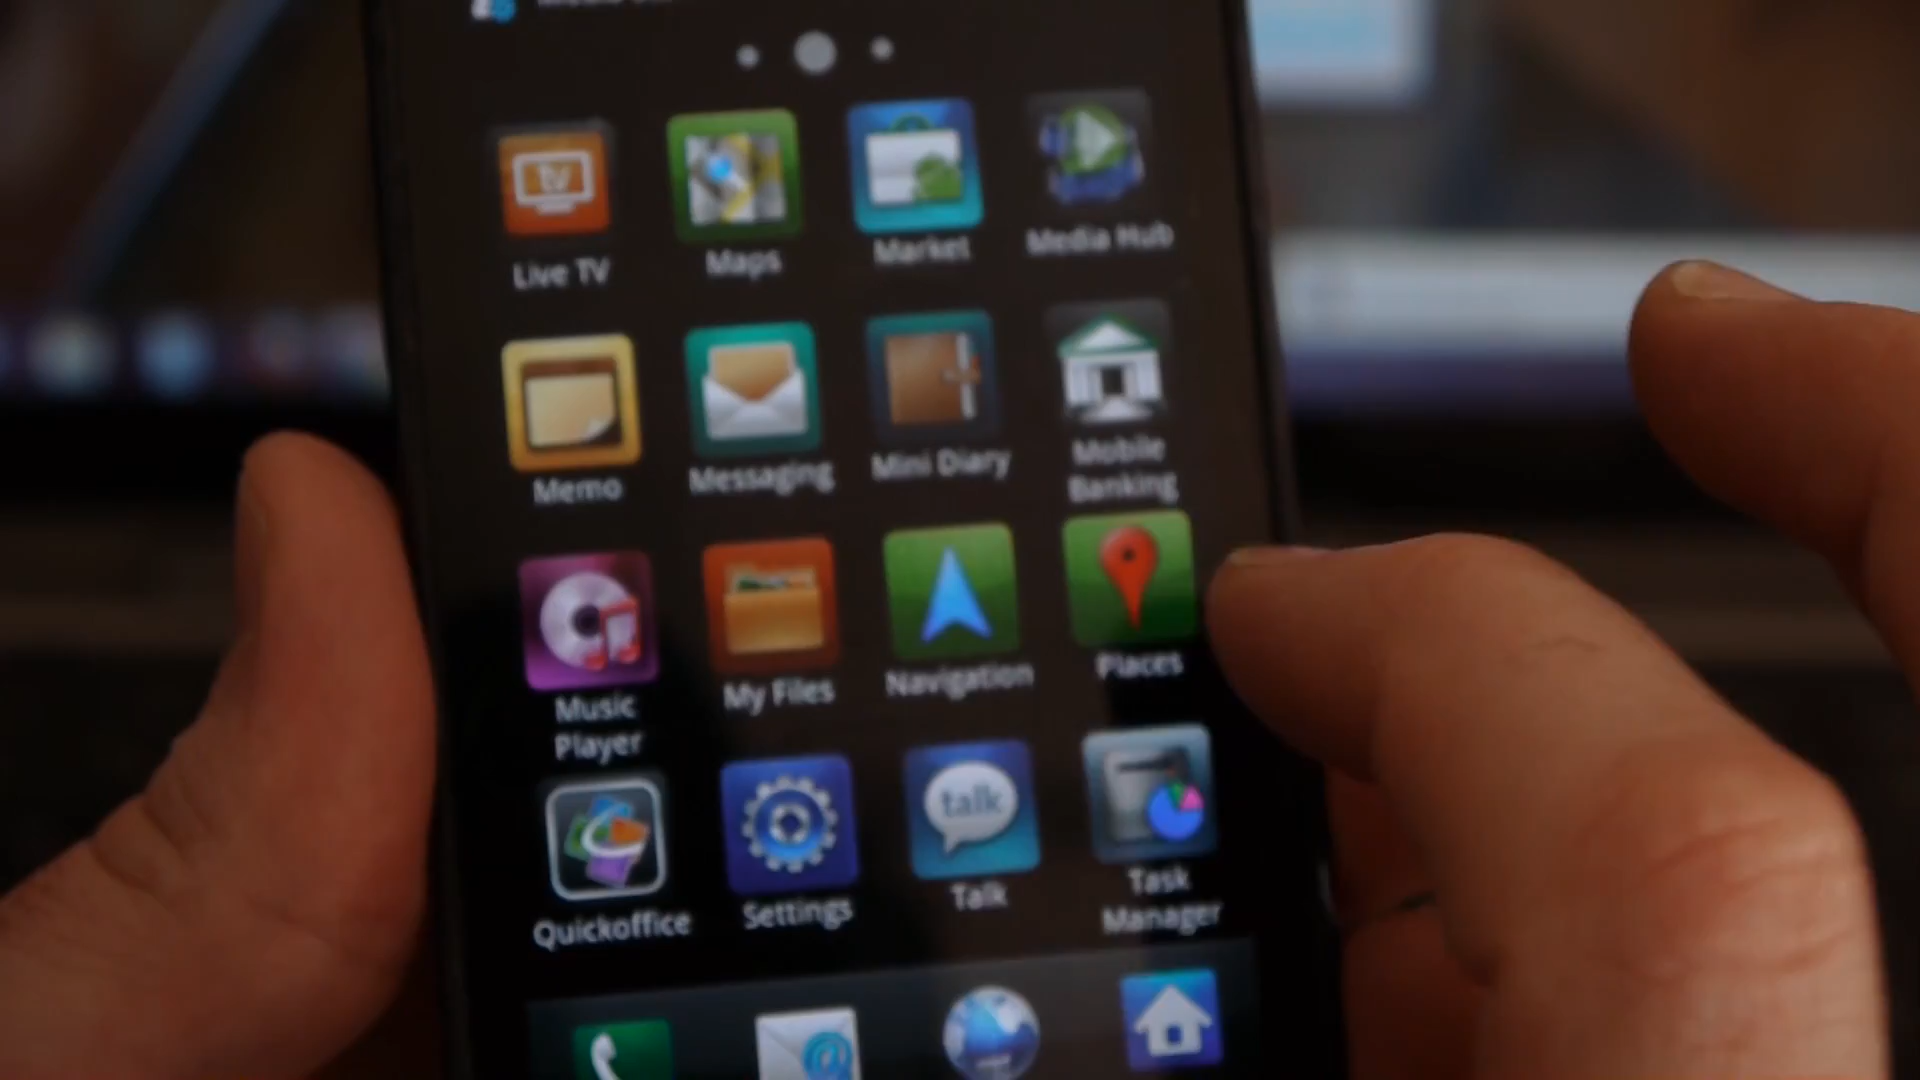 tv
Live TV
Maps
Market
Media Hub
Memo
Messaging
Mini Diary
Mobile
Banking
Music
Player
My Files
Navigation
Places
Quickoffice
Settings
talk
Talk
Task
Manager
@